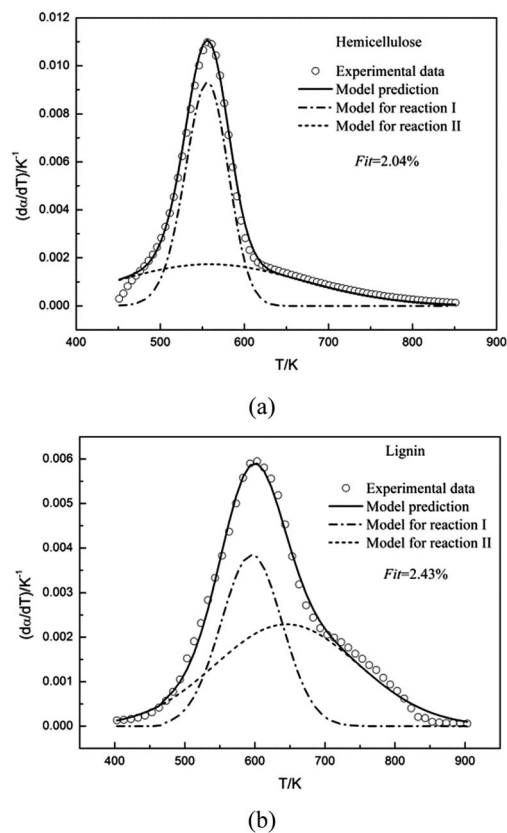 0.012
0.010
0.008
0.006
0.004
0.002
0.000
(dα/dT)/K⁻¹
Hemicellulose
Experimental data
Model prediction
Model for reaction I
Model for reaction II
Fit=2.04%
400 500 600 700 800 900
T/K
(a)
0.006
0.005
0.004
0.003
0.002
0.001
0.000
(dα/dT)/K⁻¹
Lignin
Experimental data
Model prediction
Model for reaction I
Model for reaction II
Fit=2.43%
400 500 600 700 800 900
T/K
(b)